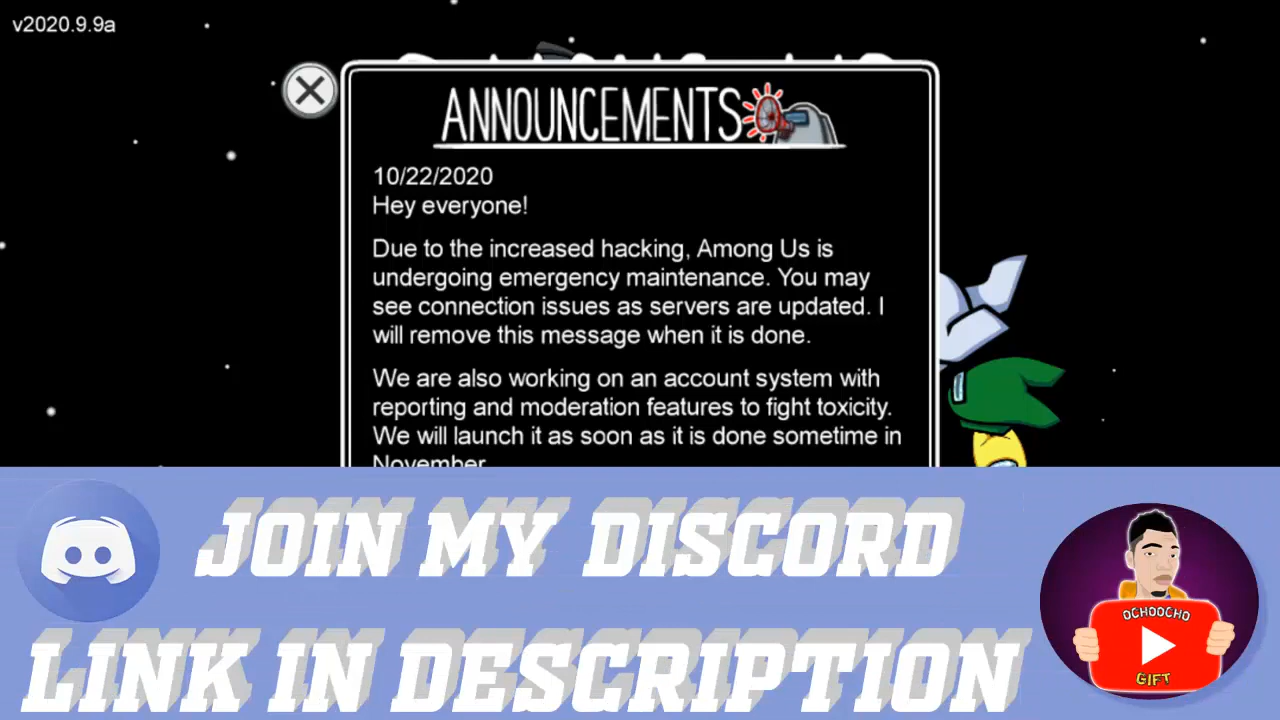 v2020.9.9a
ANNOUNCEMENTS
10/22/2020
Hey everyone!
Due to the increased hacking, Among Us is
undergoing emergency maintenance. You may
see connection issues as servers are updated. I
will remove this message when it is done.
We are also working on an account system with
reporting and moderation features to fight toxicity.
We will launch it as soon as it is done sometime in
November
JOIN MY DISCORD
LINK IN DESCRIPTION
OCHOOCHO
GIFT